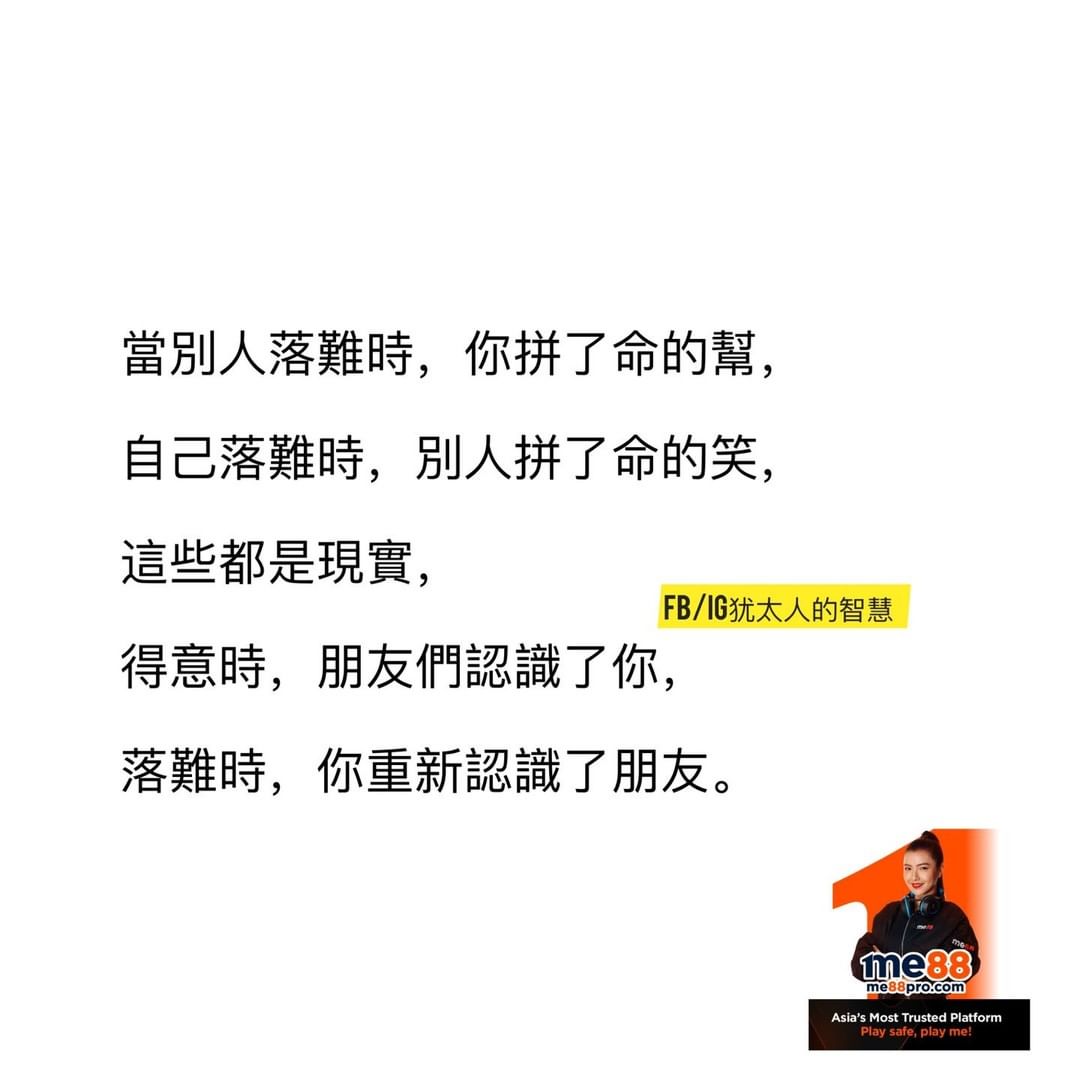 當別人落難時，你拼了命的幫，
自己落難時，別人拼了命的笑，
這些都是現實，
FB/IG犹太人的智慧
得意時，朋友們認識了你，
落難時，你重新認識了朋友。
me88
me88
1
me88
me88pro.com
Asia's Most Trusted Platform
Play safe, play me!